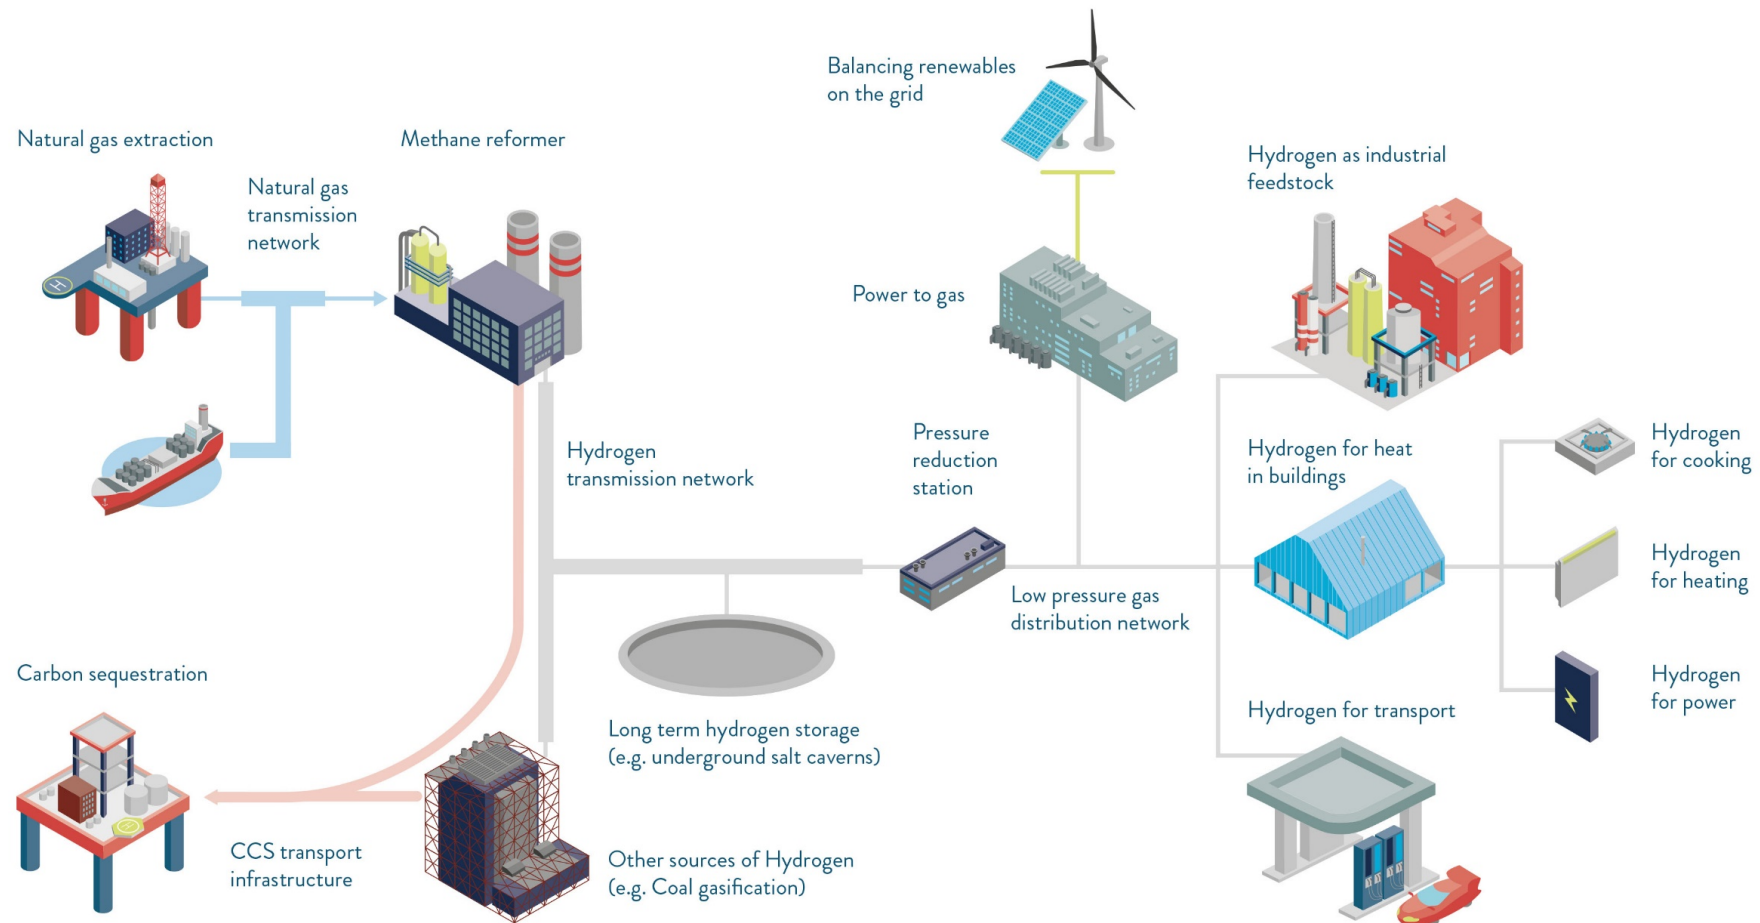 Balancing renewables
on the grid
Natural gas extraction
Methane reformer
Natural gas
transmission
network
Hydrogen as industrial
feedstock
Power to gas
Hydrogen
transmission network
Pressure
reduction
station
Hydrogen for heat
in buildings
Hydrogen
for cooking
Hydrogen
for heating
Low pressure gas
distribution network
Carbon sequestration
Hydrogen
for power
Long term hydrogen storage
(e.g. underground salt caverns)
Hydrogen for transport
CCS transport
infrastructure
Other sources of Hydrogen
(e.g. Coal gasification)